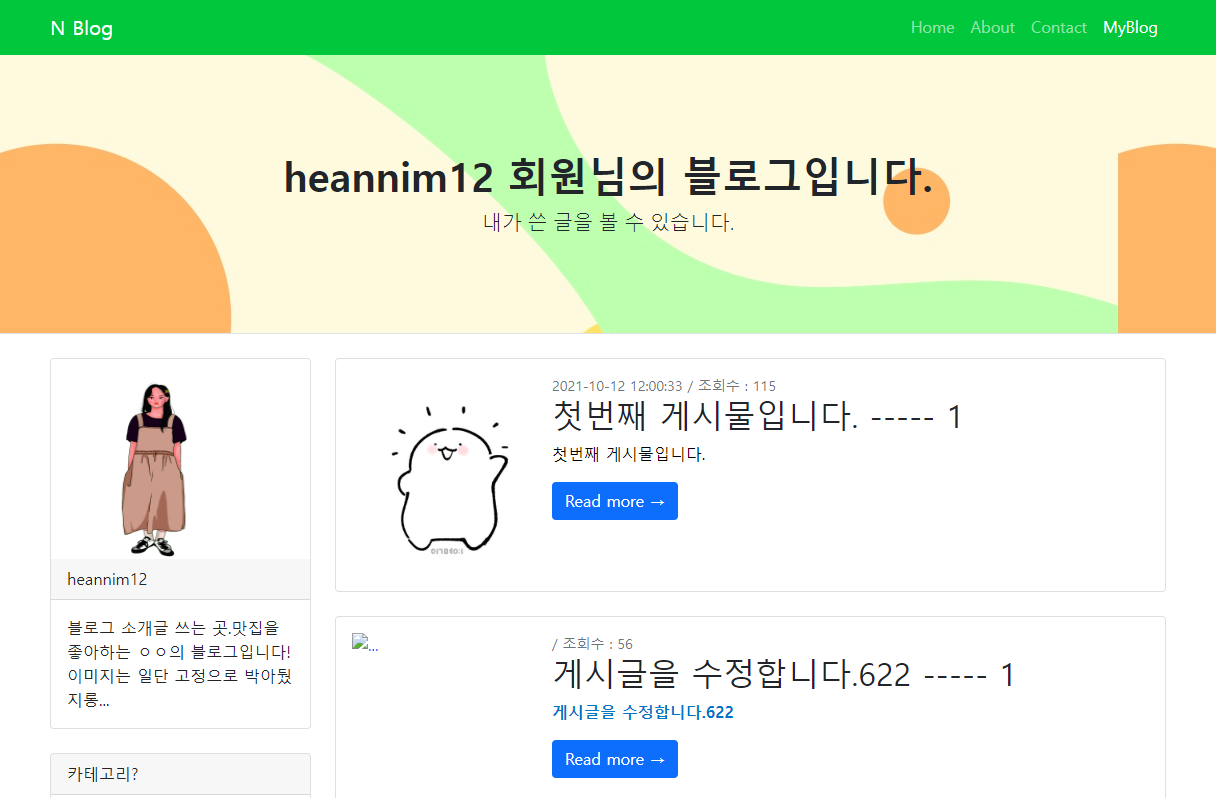 N Blog
Home About Contact MyBlog
heannim12 회원님의 블로그입니다.
내가 쓴 글을 볼 수 있습니다.
heannim12
블로그 소개글 쓰는 곳.맛집을
좋아하는 ㅇㅇ의 블로그입니다!
이미지는 일단 고정으로 박아뒀
지롱...
카테고리?
2021-10-12 12:00:33 / 조회수 : 115
첫번째 게시물입니다. ----- 1
첫번째 게시물입니다.
Read more →
...
/ 조회수 : 56
게시글을 수정합니다.622 ----- 1
게시글을 수정합니다.622
Read more →